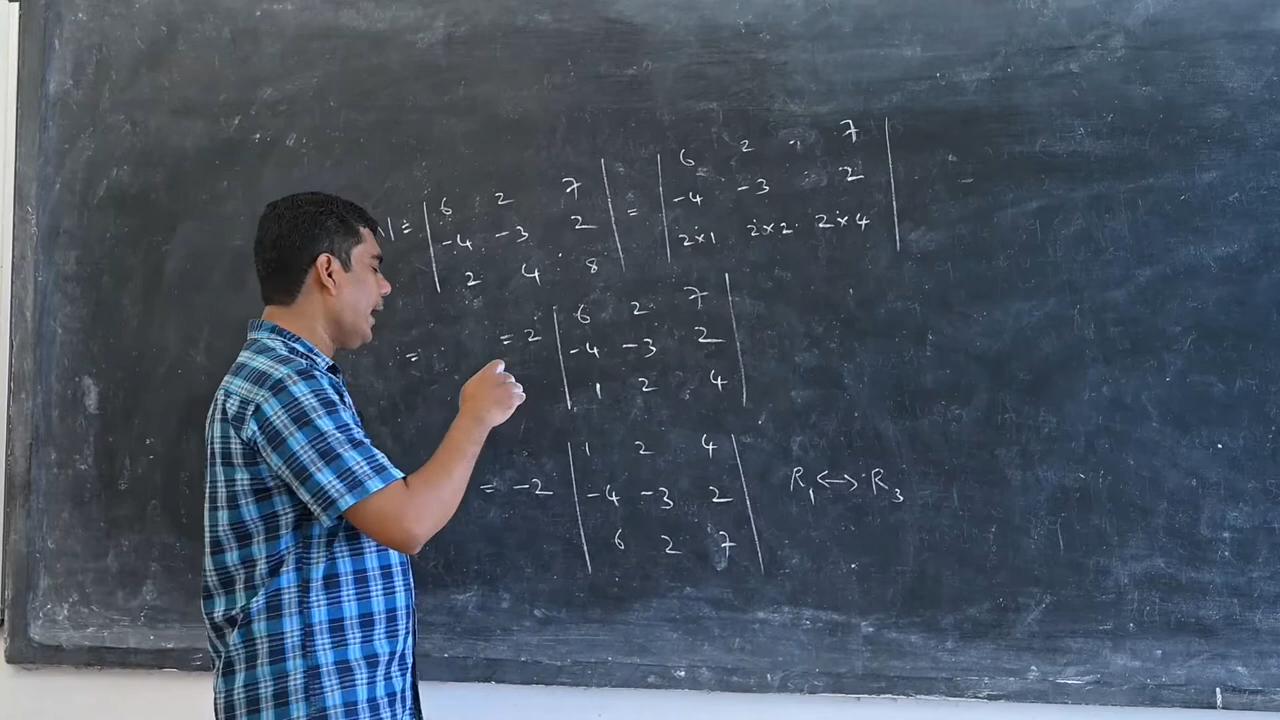 | = | 6 2 7 | = | 6 2 7 |
| -4 -3 2 | | -4 -3 2 |
| 2 4 8 | | 2×1 2×2 2×4 |
= = 2 | 6 2 7 |
| -4 -3 2 |
| 1 2 4 |
= -2 | 1 2 4 | R₁ ↔ R₃
| -4 -3 2 |
| 6 2 7 |